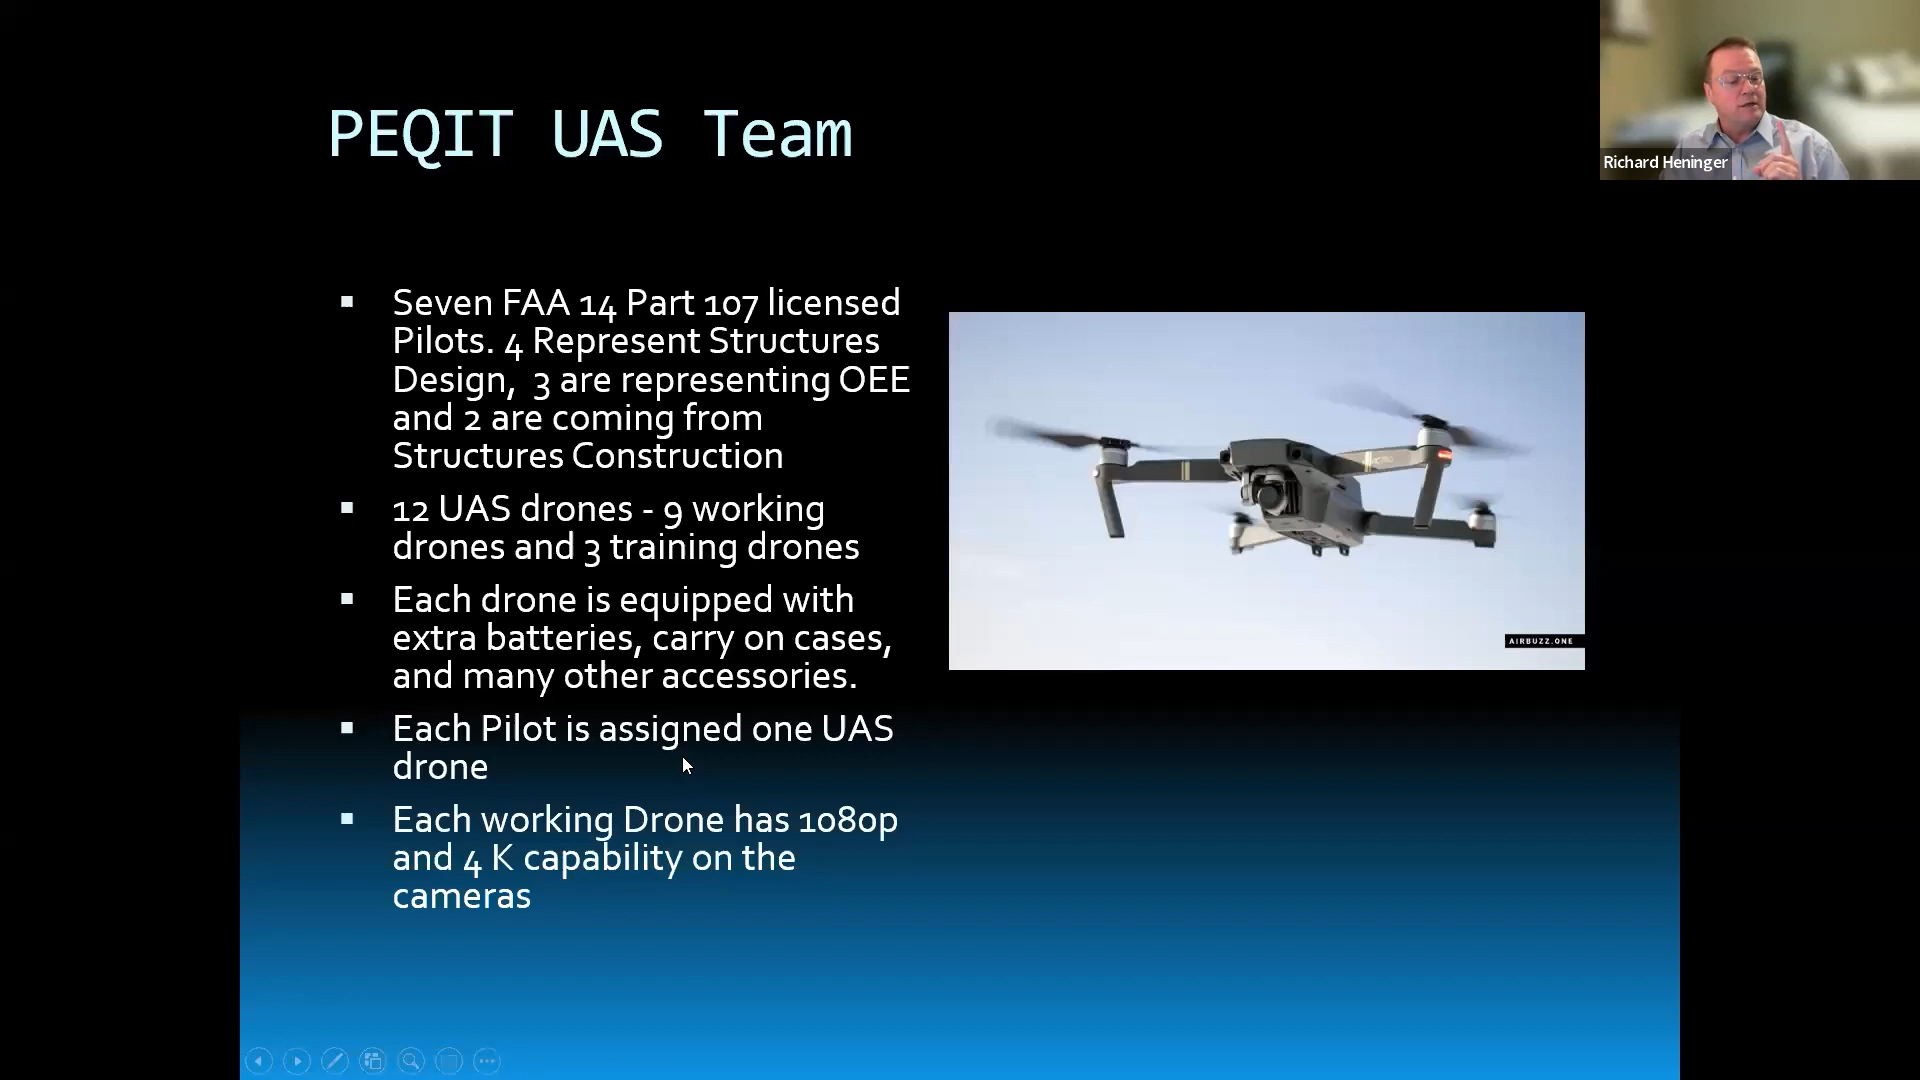 PEQIT UAS Team
Richard Heninger
Seven FAA 14 Part 107 licensed
Pilots. 4 Represent Structures
Design,  3 are representing OEE
and 2 are coming from
Structures Construction
12 UAS drones - 9 working
drones and 3 training drones
Each drone is equipped with
extra batteries, carry on cases,
and many other accessories.
Each Pilot is assigned one UAS
drone
Each working Drone has 1080p
and 4 K capability on the
cameras
AIRBUZZ.ONE